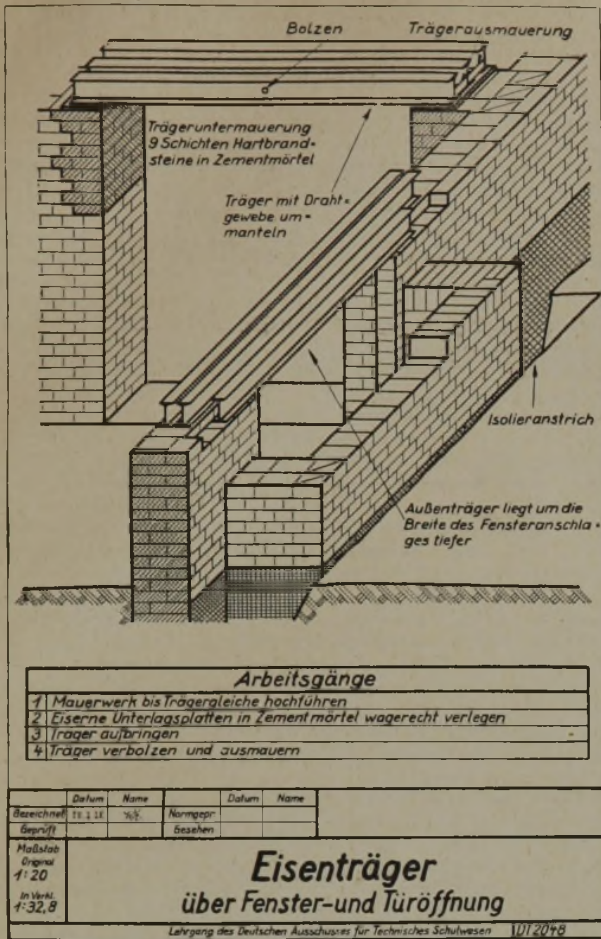 Bolzen
Trägerausmauerung
Trägeruntermauerung
9 Schichten Hartbrand-
steine in Zementmörtel
Träger mit Draht-
gewebe um-
manteln
Isolieranstrich
Außenträger liegt um die
Breite des Fensteranschla-
ges tiefer
Arbeitsgänge
1 Mauerwerk bis Trägergleiche hochführen
2 Eiserne Unterlagsplatten in Zementmörtel wagerecht verlegen
3 Träger aufbringen
4 Träger verbolzen und ausmauern
Datum Name Datum Name
Gezeichnet Normgepr
Geprüft Gesehen
Maßstab
Original
1:20
In Verkl.
1:32,8
Eisenträger
über Fenster- und Türöffnung
Lehrgang des Deutschen Ausschusses für Technisches Schulwesen IDI 2048